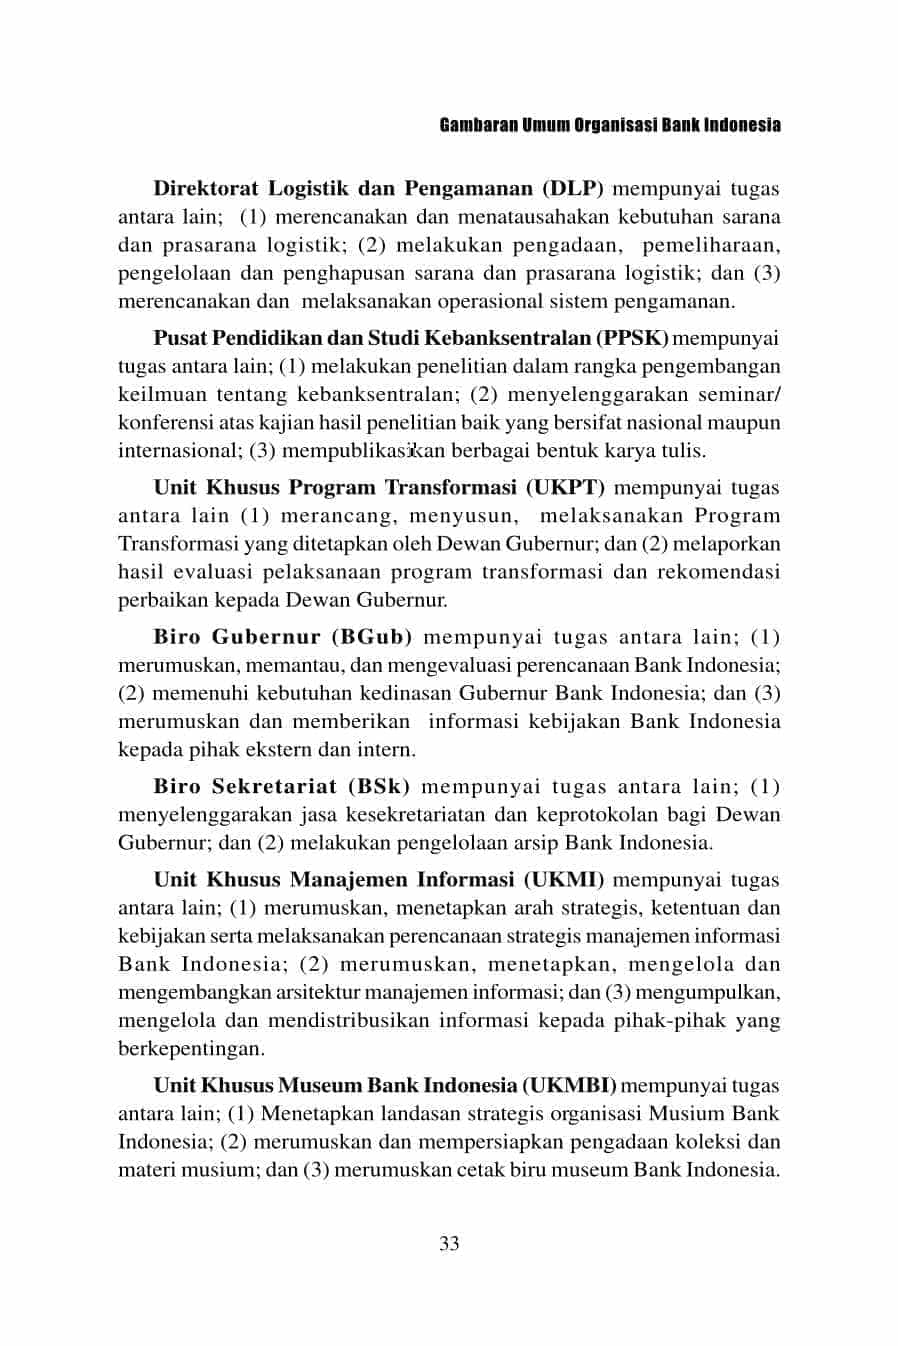 Gambaran Umum Organisasi Bank Indonesia
Direktorat Logistik dan Pengamanan (DLP) mempunyai tugas
antara lain; (1) merencanakan dan menatausahakan kebutuhan sarana
dan prasarana logistik; (2) melakukan pengadaan, pemeliharaan,
pengelolaan dan penghapusan sarana dan prasarana logistik; dan (3)
merencanakan dan melaksanakan operasional sistem pengamanan.
Pusat Pendidikan dan Studi Kebanksentralan (PPSK) mempunyai
tugas antara lain; (1) melakukan penelitian dalam rangka pengembangan
keilmuan tentang kebanksentralan; (2) menyelenggarakan seminar/
konferensi atas kajian hasil penelitian baik yang bersifat nasional maupun
internasional; (3) mempublikasikan berbagai bentuk karya tulis.
Unit Khusus Program Transformasi (UKPT) mempunyai tugas
antara lain (1) merancang, menyusun, melaksanakan Program
Transformasi yang ditetapkan oleh Dewan Gubernur; dan (2) melaporkan
hasil evaluasi pelaksanaan program transformasi dan rekomendasi
perbaikan kepada Dewan Gubernur.
Biro Gubernur (BGub) mempunyai tugas antara lain; (1)
merumuskan, memantau, dan mengevaluasi perencanaan Bank Indonesia;
(2) memenuhi kebutuhan kedinasan Gubernur Bank Indonesia; dan (3)
merumuskan dan memberikan informasi kebijakan Bank Indonesia
kepada pihak ekstern dan intern.
Biro Sekretariat (BSk) mempunyai tugas antara lain; (1)
menyelenggarakan jasa kesekretariatan dan keprotokolan bagi Dewan
Gubernur; dan (2) melakukan pengelolaan arsip Bank Indonesia.
Unit Khusus Manajemen Informasi (UKMI) mempunyai tugas
antara lain; (1) merumuskan, menetapkan arah strategis, ketentuan dan
kebijakan serta melaksanakan perencanaan strategis manajemen informasi
Bank Indonesia; (2) merumuskan, menetapkan, mengelola dan
mengembangkan arsitektur manajemen informasi; dan (3) mengumpulkan,
mengelola dan mendistribusikan informasi kepada pihak-pihak yang
berkepentingan.
Unit Khusus Museum Bank Indonesia (UKMBI) mempunyai tugas
antara lain; (1) Menetapkan landasan strategis organisasi Musium Bank
Indonesia; (2) merumuskan dan mempersiapkan pengadaan koleksi dan
materi musium; dan (3) merumuskan cetak biru museum Bank Indonesia.
33